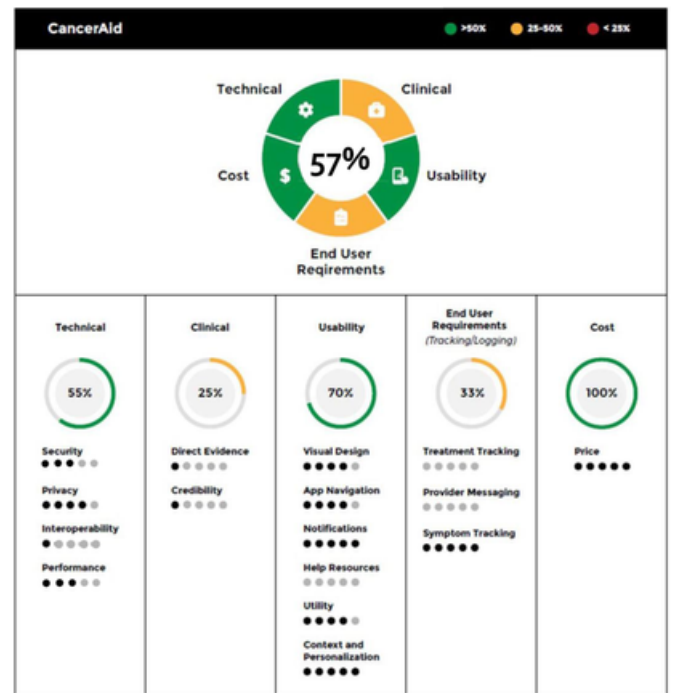 CancerAid
>50%
25-50%
< 25%
Technical
Clinical
57%
Cost
$
Usability
End User
Reqirements
Technical
55%
Security
Privacy
Interoperability
Performance
Clinical
25%
Direct Evidence
Credibility
Usability
70%
Visual Design
App Navigation
Notifications
Help Resources
Utility
Context and
Personalization
End User
Requirements
(Tracking/Logging)
33%
Treatment Tracking
Provider Messaging
Symptom Tracking
Cost
100%
Price